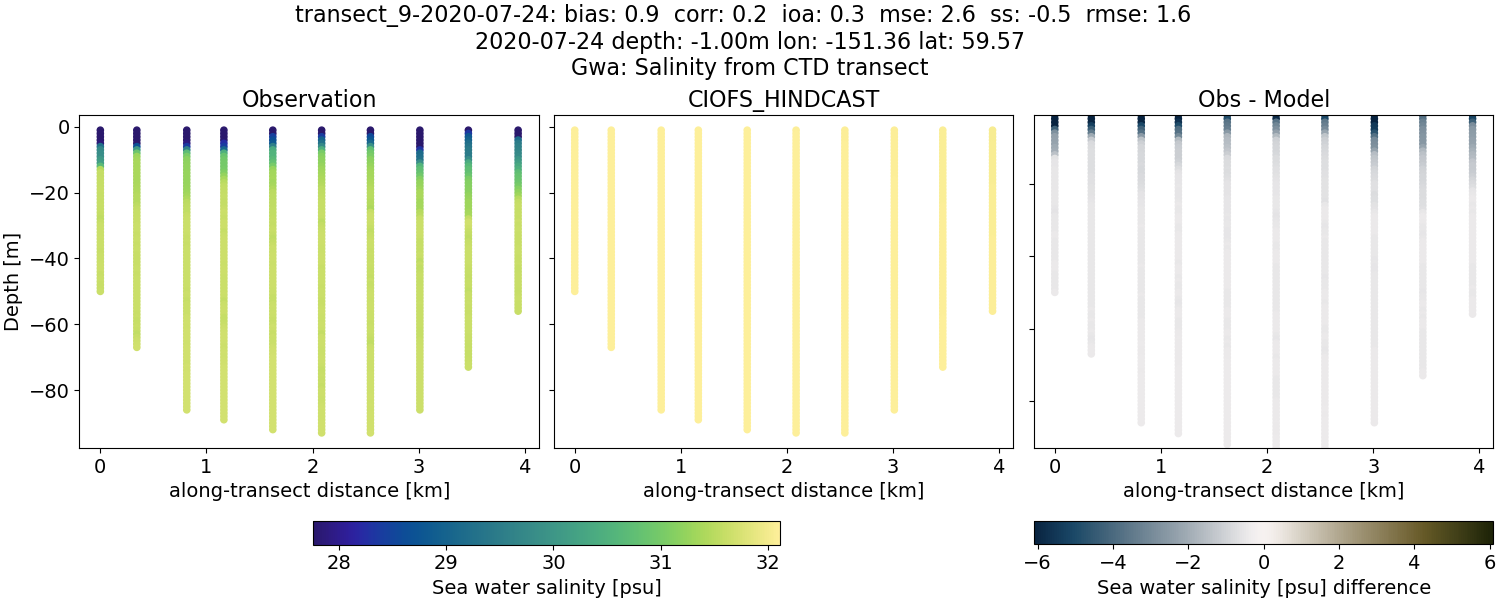 transect_9-2020-07-24: bias: 0.9  corr: 0.2  ioa: 0.3  mse: 2.6  ss: -0.5  rmse: 1.6
2020-07-24 depth: -1.00m lon: -151.36 lat: 59.57
Gwa: Salinity from CTD transect
Observation
CIOFS_HINDCAST
Obs - Model
Depth [m]
0
−20
−40
−60
−80
0 1 2 3 4
0 1 2 3 4
0 1 2 3 4
along-transect distance [km]
along-transect distance [km]
along-transect distance [km]
28 29 30 31 32
Sea water salinity [psu]
−6 −4 −2 0 2 4 6
Sea water salinity [psu] difference